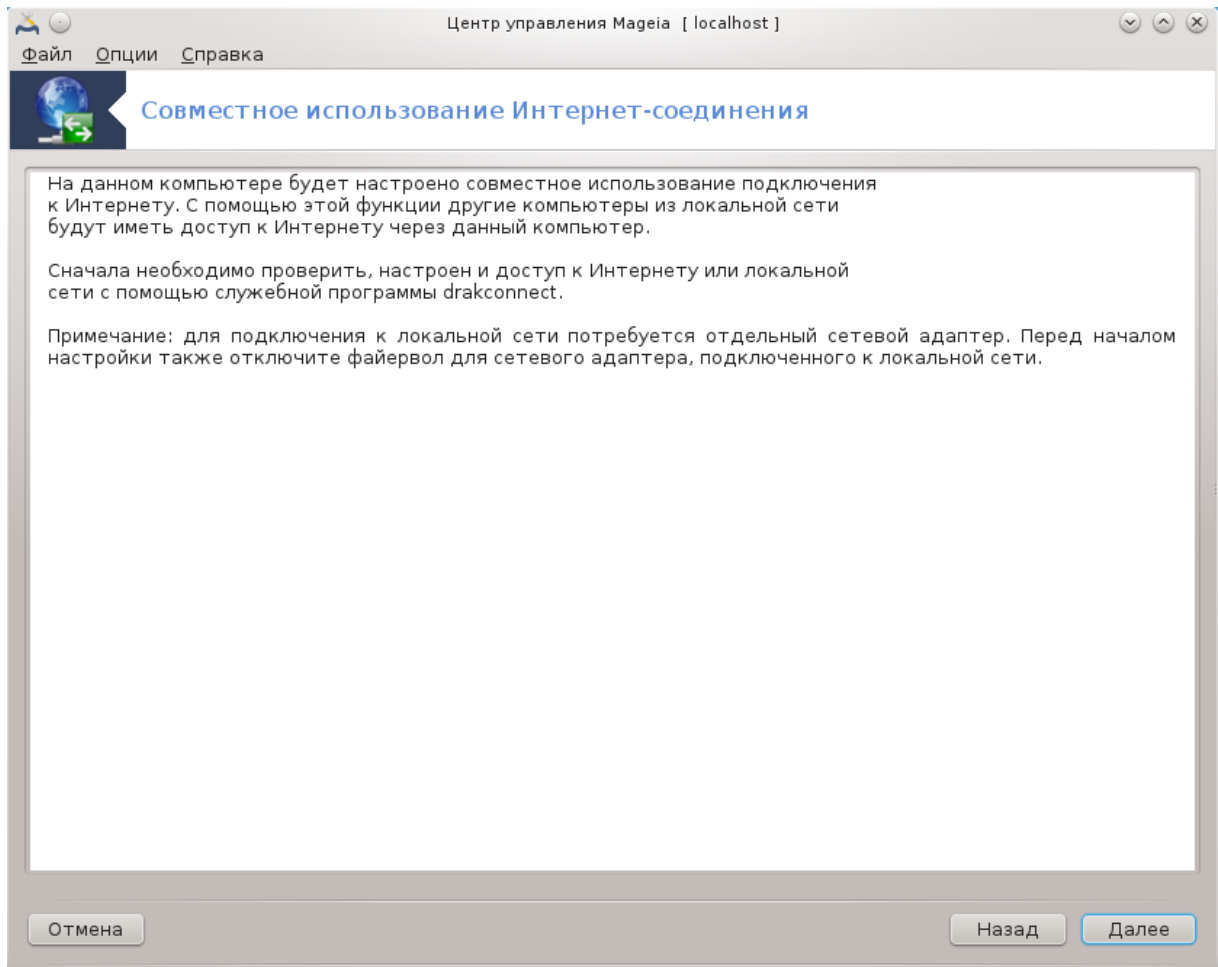 Центр управления Mageia [ localhost ]
Файл Опции Справка
Совместное использование Интернет-соединения
На данном компьютере будет настроено совместное использование подключения
к Интернету. С помощью этой функции другие компьютеры из локальной сети
будут иметь доступ к Интернету через данный компьютер.
Сначала необходимо проверить, настроен и доступ к Интернету или локальной
сети с помощью служебной программы drakconnect.
Примечание: для подключения к локальной сети потребуется отдельный сетевой адаптер. Перед началом
настройки также отключите файервол для сетевого адаптера, подключенного к локальной сети.
Отмена Назад Далее